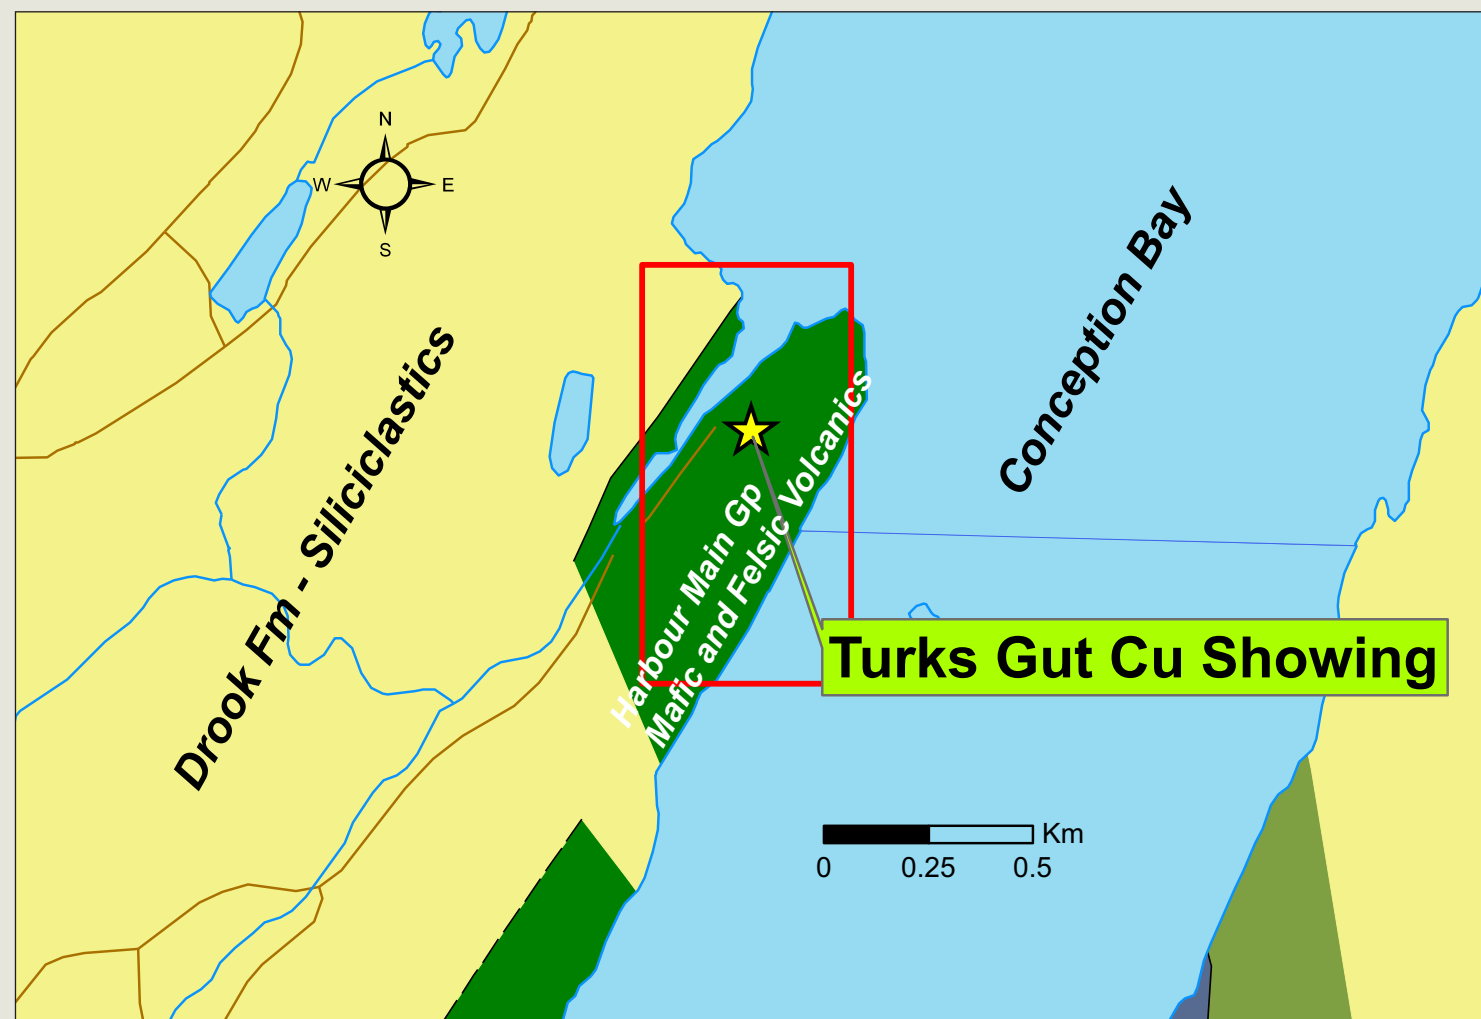 N
W E
S
Conception Bay
Drook Fm - Siliciclastics
Harbour Main Gp
Mafic and Felsic Volcanics
Turks Gut Cu Showing
Km
0 0.25 0.5